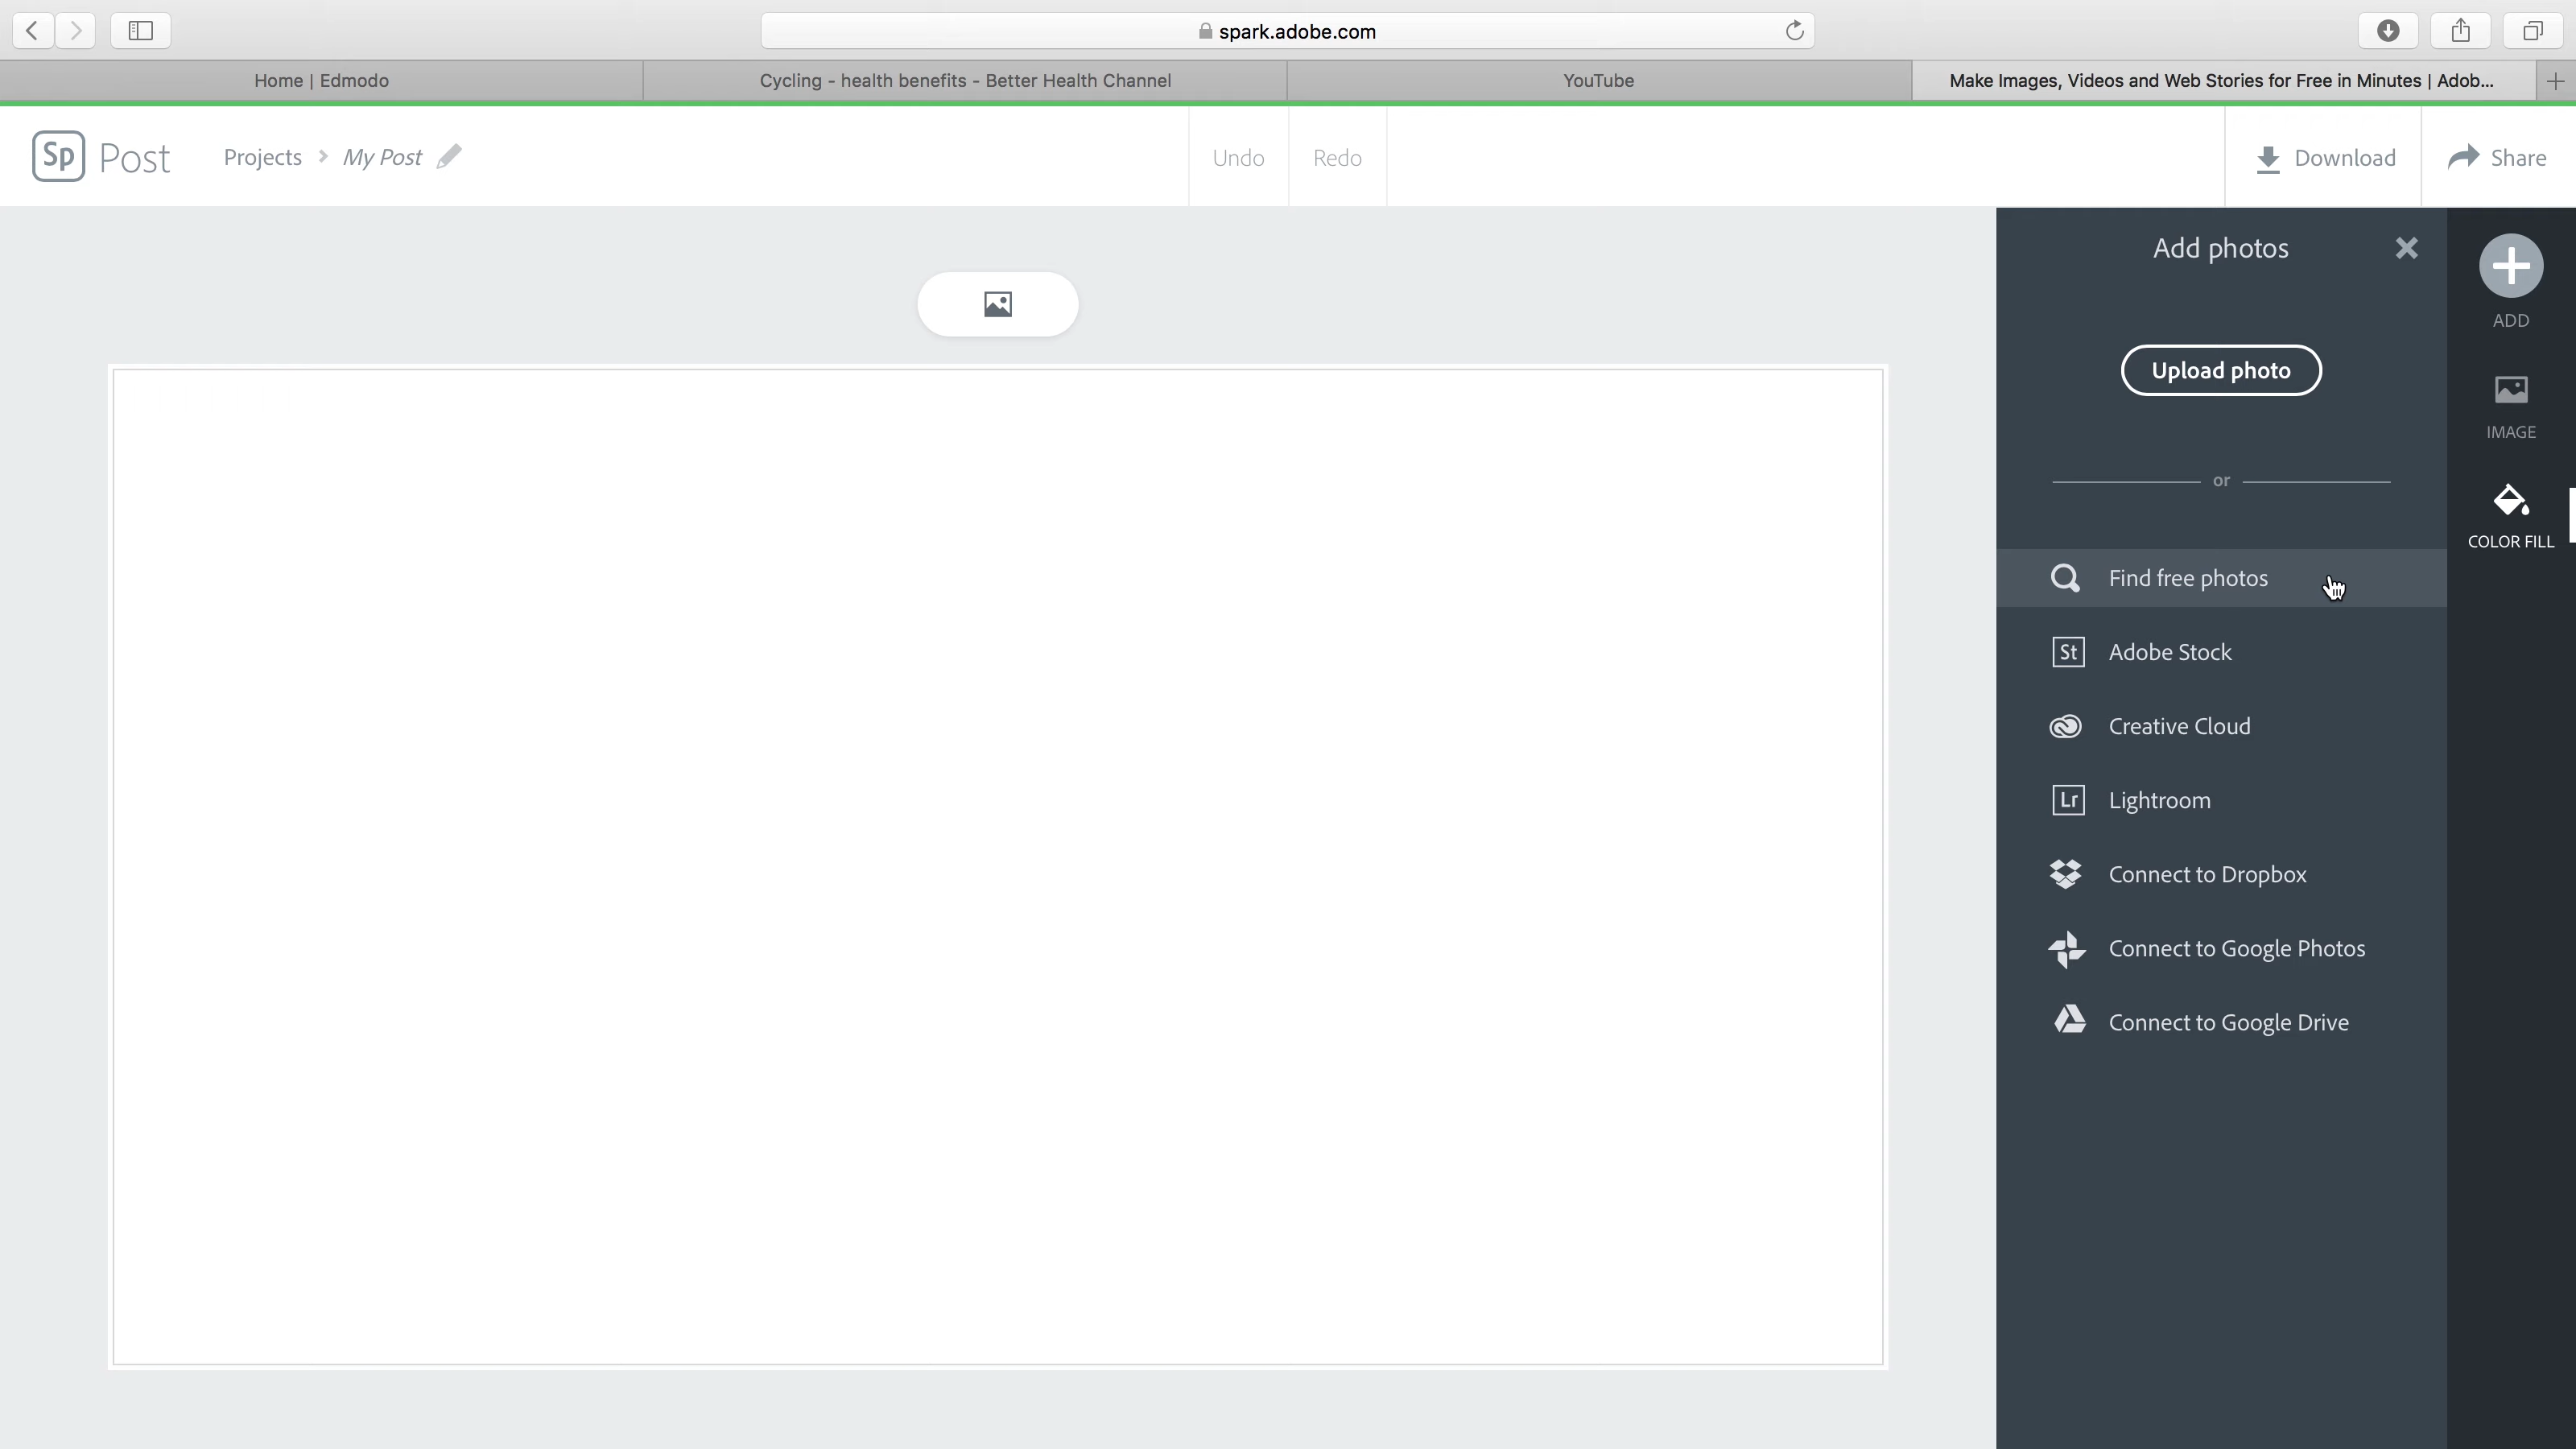 spark.adobe.com
Home | Edmodo
Cycling - health benefits - Better Health Channel
YouTube
Make Images, Videos and Web Stories for Free in Minutes | Adob...
Sp Post
Projects > My Post
Undo
Redo
Download
Share
Add photos
ADD
Upload photo
IMAGE
or
COLOR FILL
Find free photos
St Adobe Stock
Creative Cloud
Lr Lightroom
Connect to Dropbox
Connect to Google Photos
Connect to Google Drive